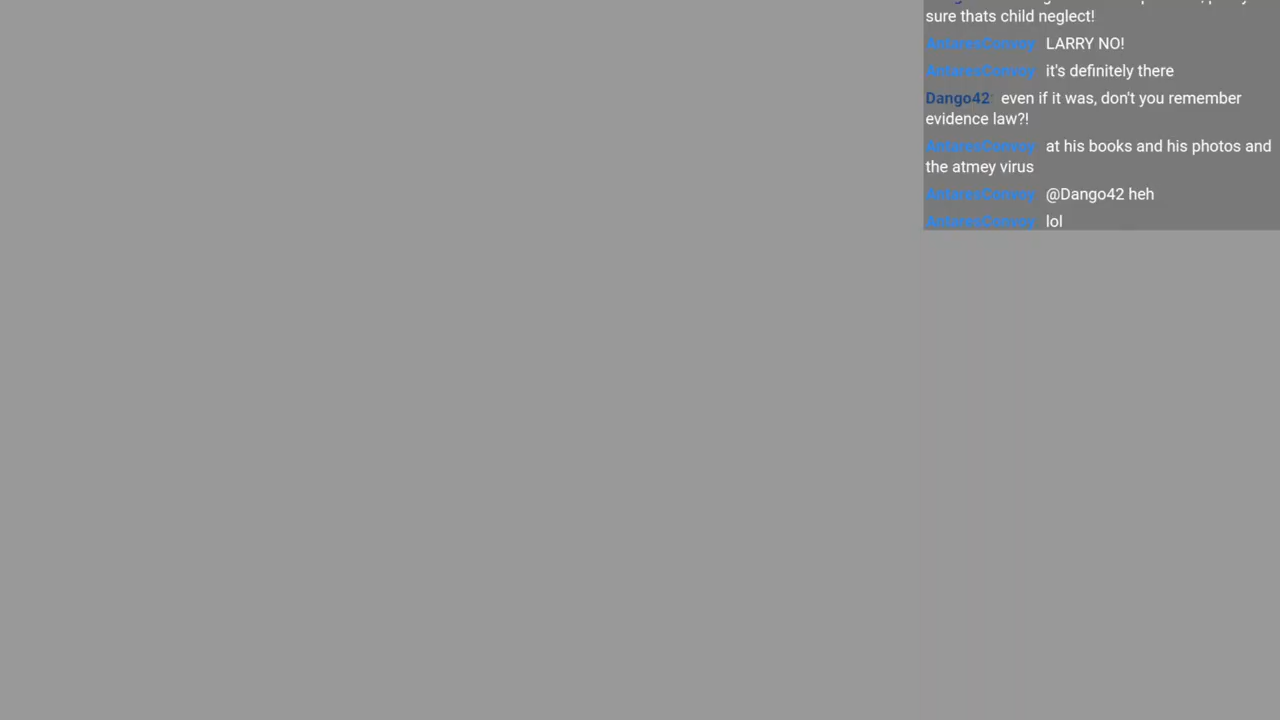 sure thats child neglect!
AntaresConvoy: LARRY NO!
AntaresConvoy: it's definitely there
Dango42: even if it was, don't you remember
evidence law?!
AntaresConvoy: at his books and his photos and
the atmey virus
AntaresConvoy: @Dango42 heh
AntaresConvoy: lol